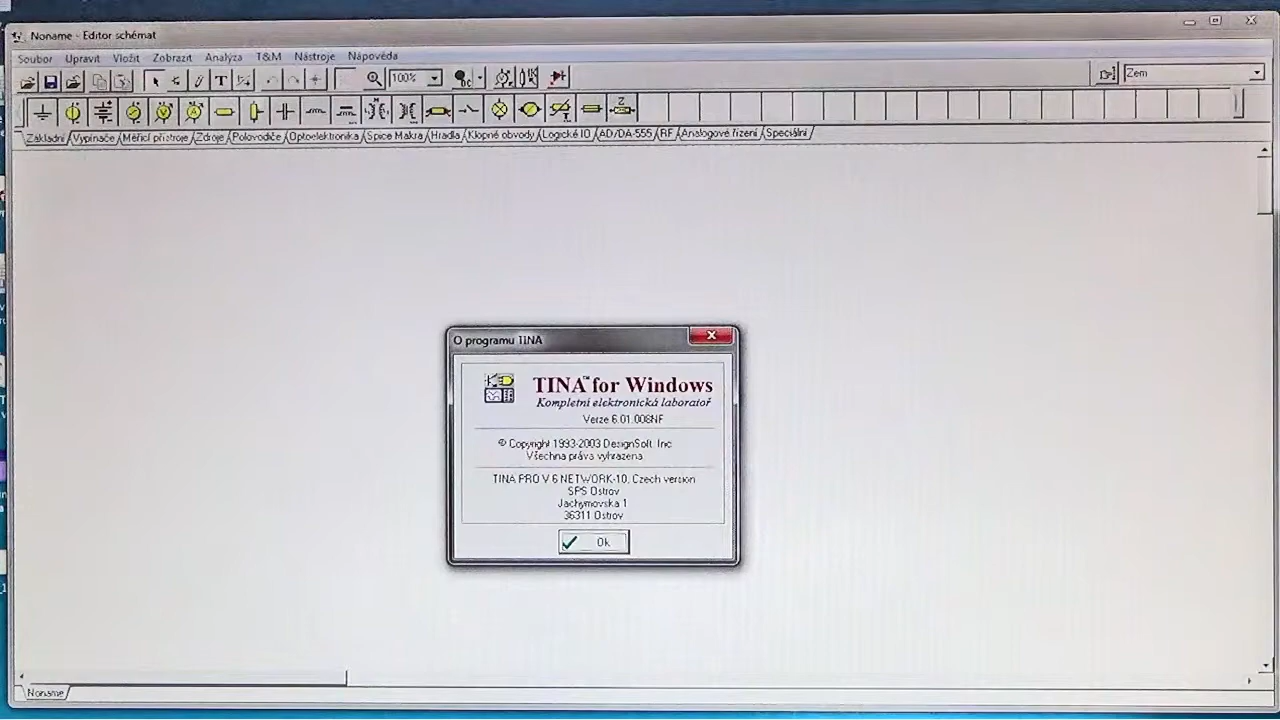 Noname - Editor schémat
Soubor Upravit Vložit Zobrazit Analýza T&M Nástroje Nápověda
100% Zem
Základní Vypínače Měřicí přístroje Zdroje Polovodiče Optoelektronika Spice Makra Hradla Klopné obvody Logické IO AD/DA-555 RF Analogové řízení Speciální
O programu TINA
TINA™ for Windows
Kompletní elektronická laboratoř
Verze 6.01.008NF
© Copyright 1993-2003 DesignSoft, Inc.
Všechna práva vyhrazena
TINA PRO V 6 NETWORK-10, Czech version
SPS Ostrov
Jachymovska 1
36311 Ostrov
Ok
Noname